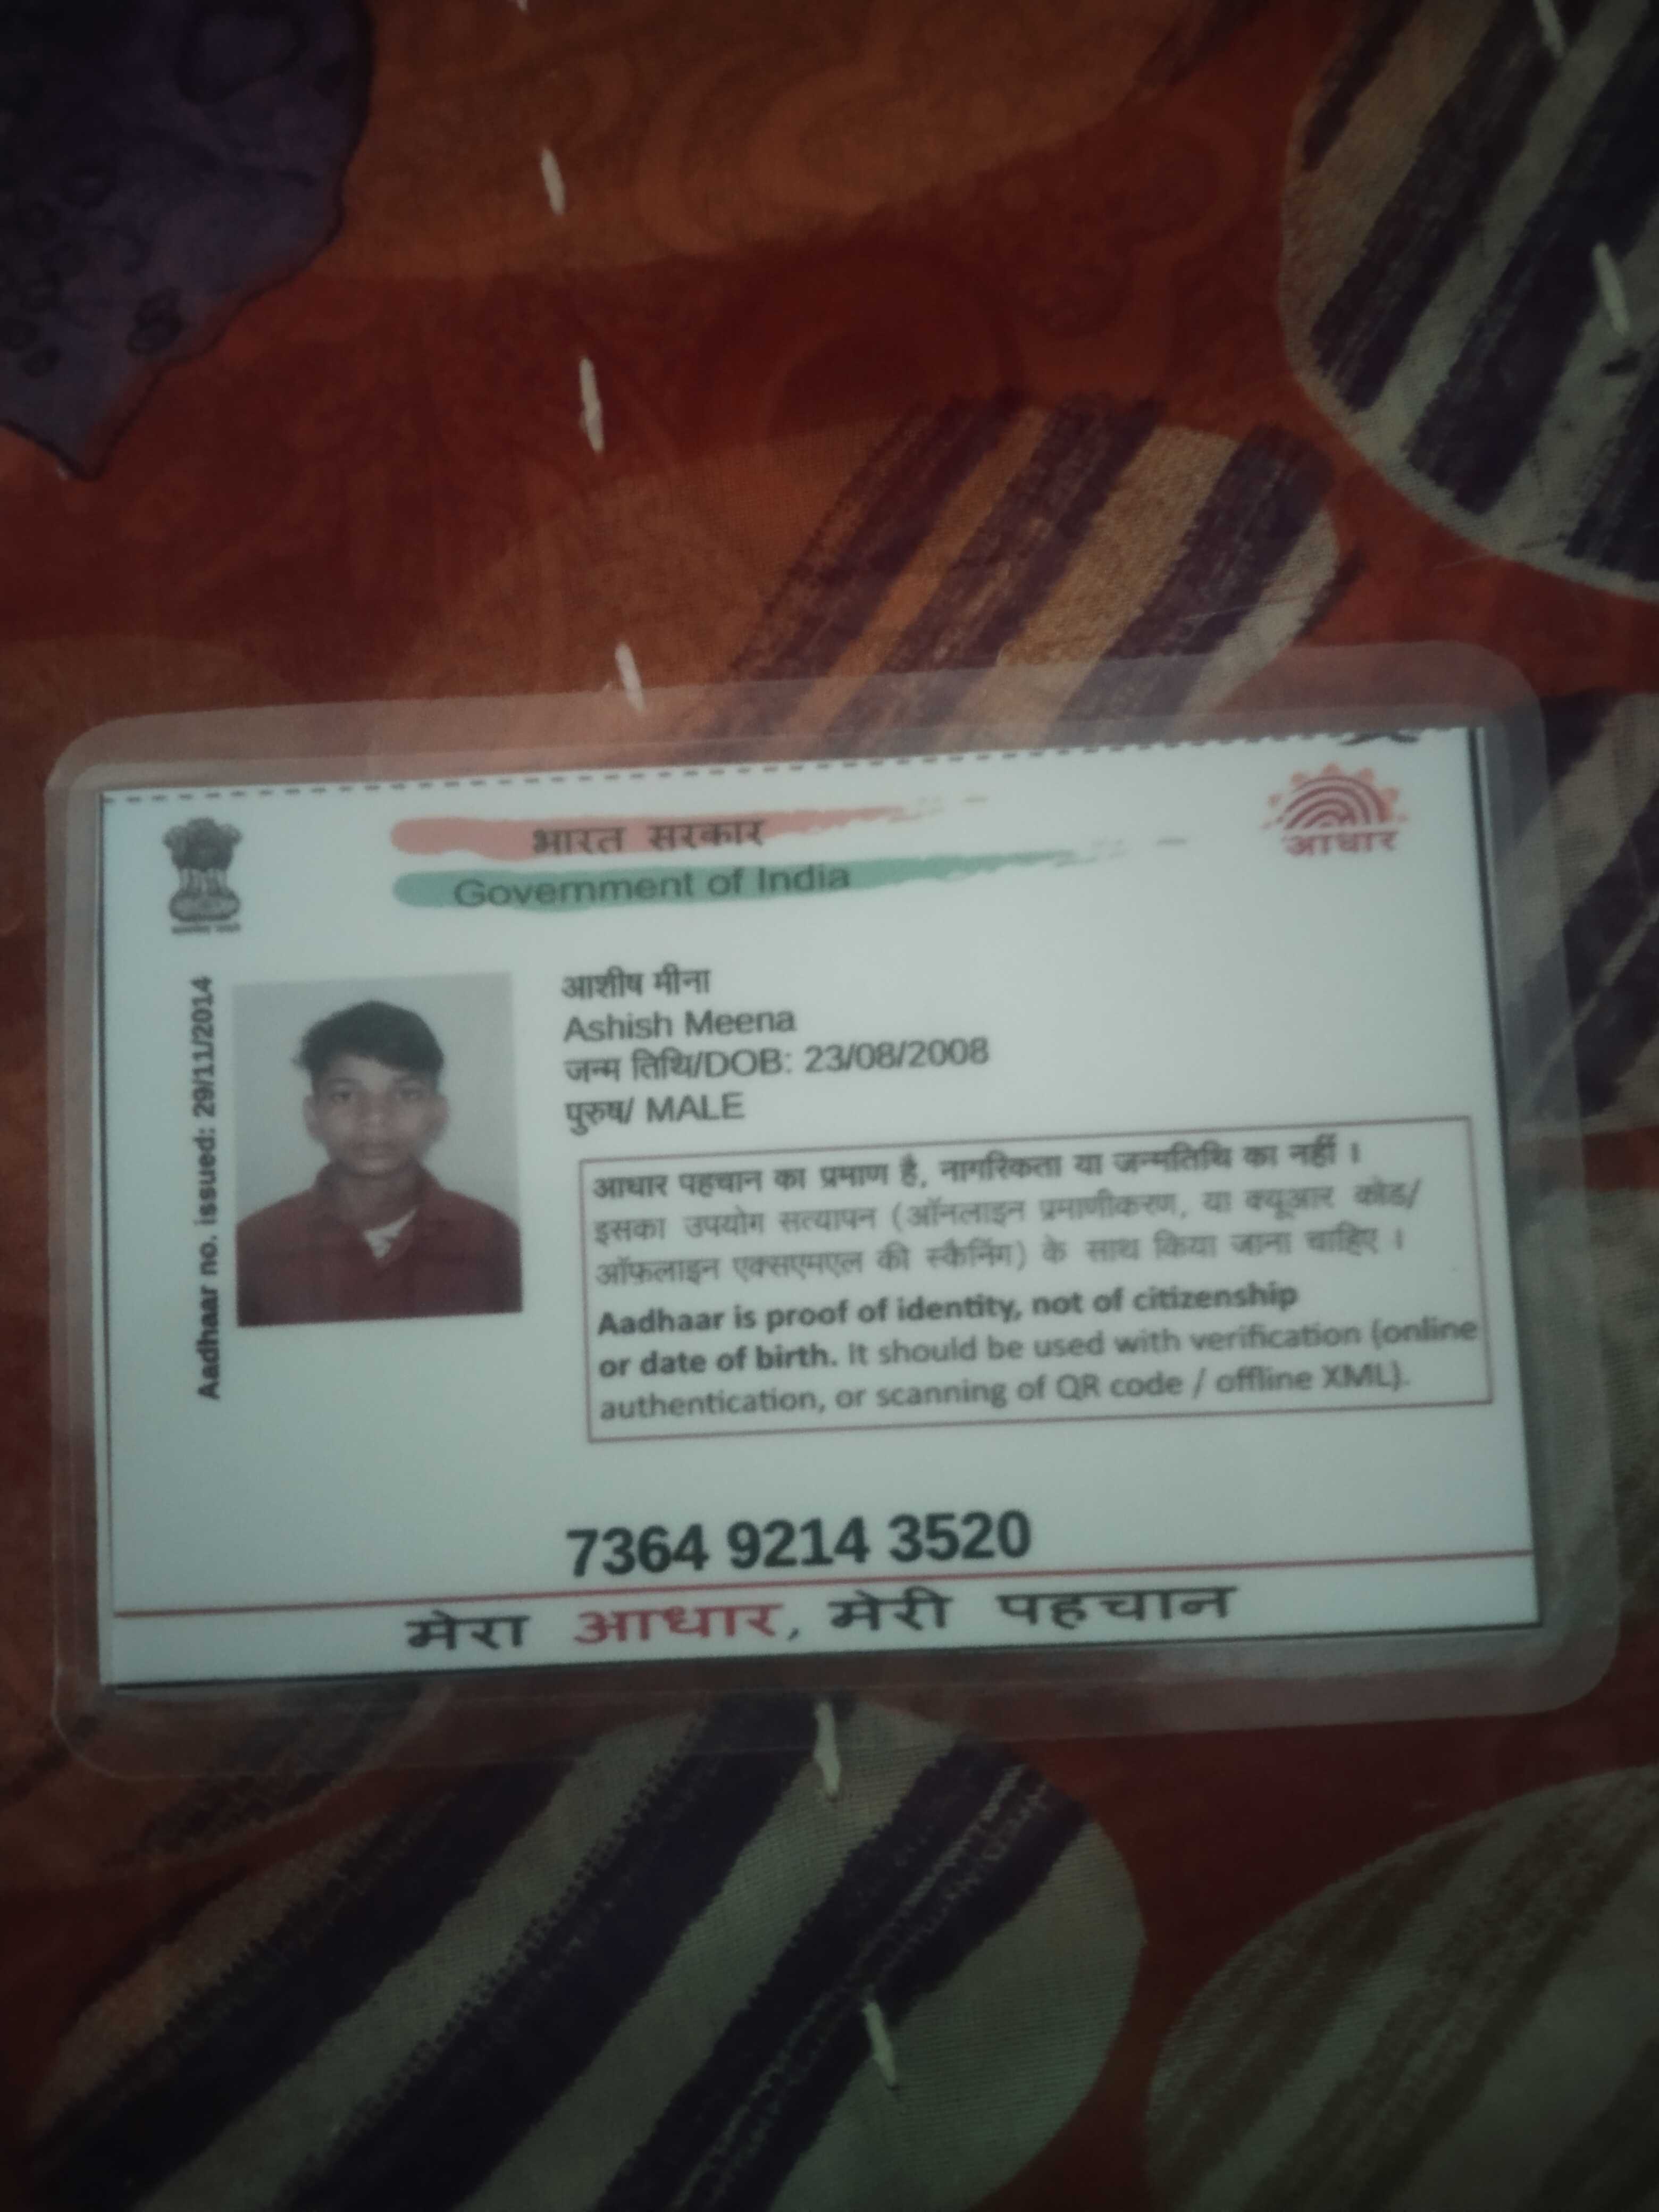 भारत सरकार
Government of India
आधार
Aadhaar no. issued: 29/11/2014
आशीष मीना
Ashish Meena
जन्म तिथि/DOB: 23/08/2008
पुरुष/ MALE
आधार पहचान का प्रमाण है, नागरिकता या जन्मतिथि का नहीं ।
इसका उपयोग सत्यापन (ऑनलाइन प्रमाणीकरण, या क्यूआर कोड/
ऑफ़लाइन एक्सएमएल की स्कैनिंग) के साथ किया जाना चाहिए ।
Aadhaar is proof of identity, not of citizenship
or date of birth. It should be used with verification (online
authentication, or scanning of QR code / offline XML).
7364 9214 3520
मेरा आधार, मेरी पहचान